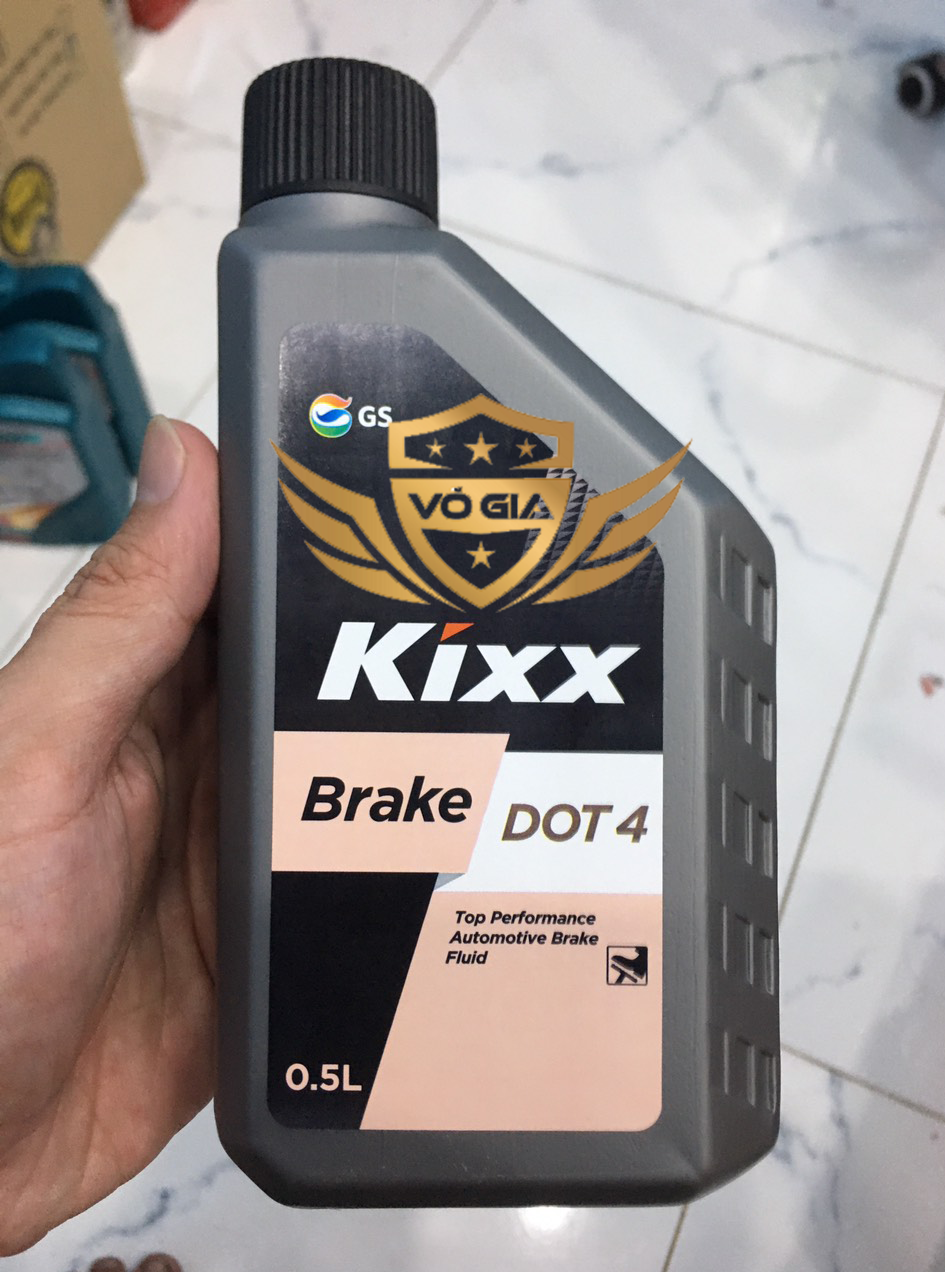 GS
VÕ GIA
Kixx
Brake
DOT 4
Top Performance
Automotive Brake
Fluid
0.5L